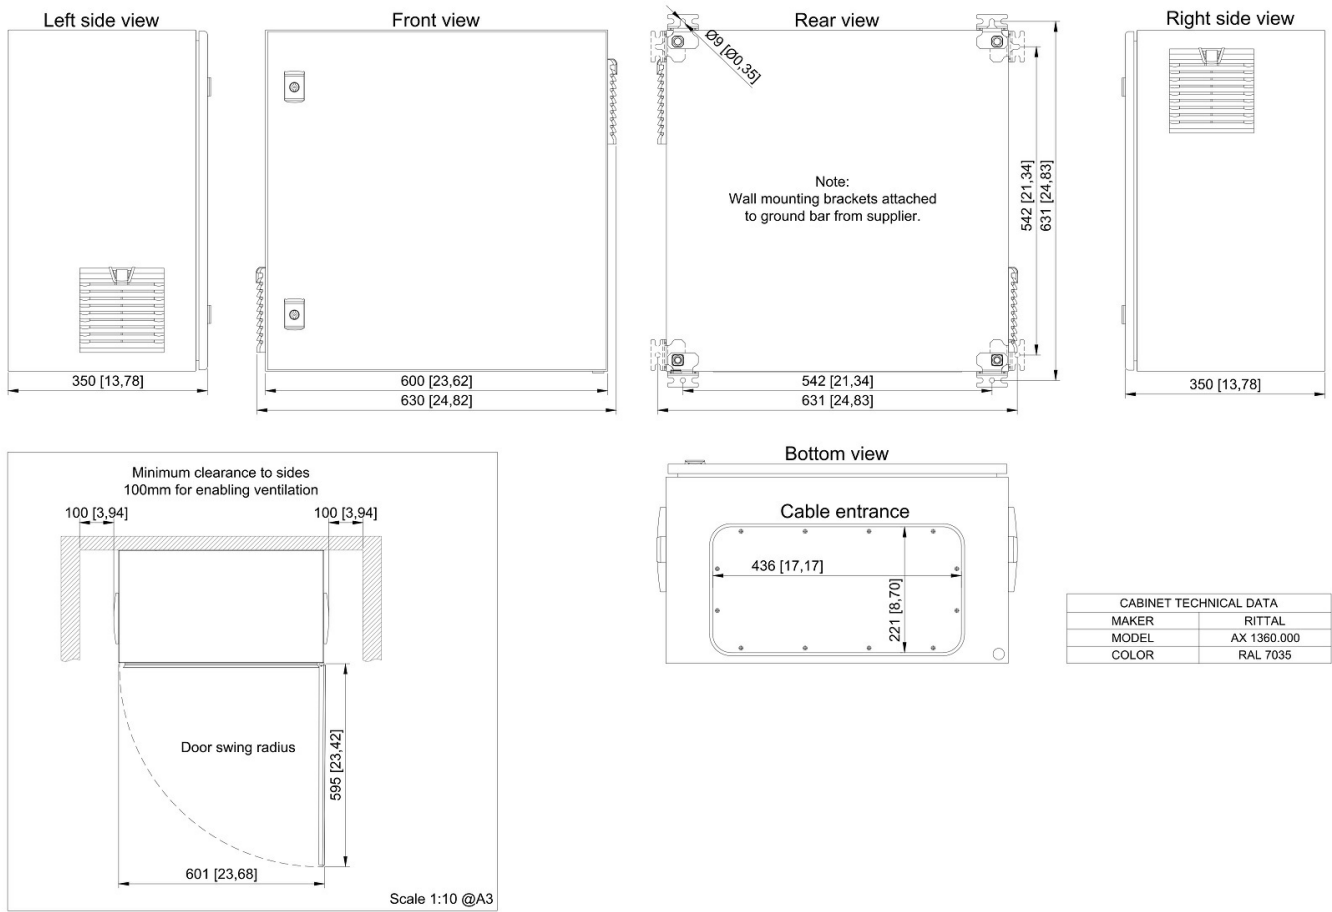 Left side view
Front view
Rear view
Right side view
Ø9 [Ø0,35]
Note:
Wall mounting brackets attached
to ground bar from supplier.
542 [21,34]
631 [24,83]
350 [13,78]
600 [23,62]
630 [24,82]
542 [21,34]
631 [24,83]
350 [13,78]
Minimum clearance to sides
100mm for enabling ventilation
100 [3,94]
100 [3,94]
Door swing radius
595 [23,42]
601 [23,68]
Scale 1:10 @A3
Bottom view
Cable entrance
436 [17,17]
221 [8,70]
CABINET TECHNICAL DATA
MAKER RITTAL
MODEL AX 1360.000
COLOR RAL 7035